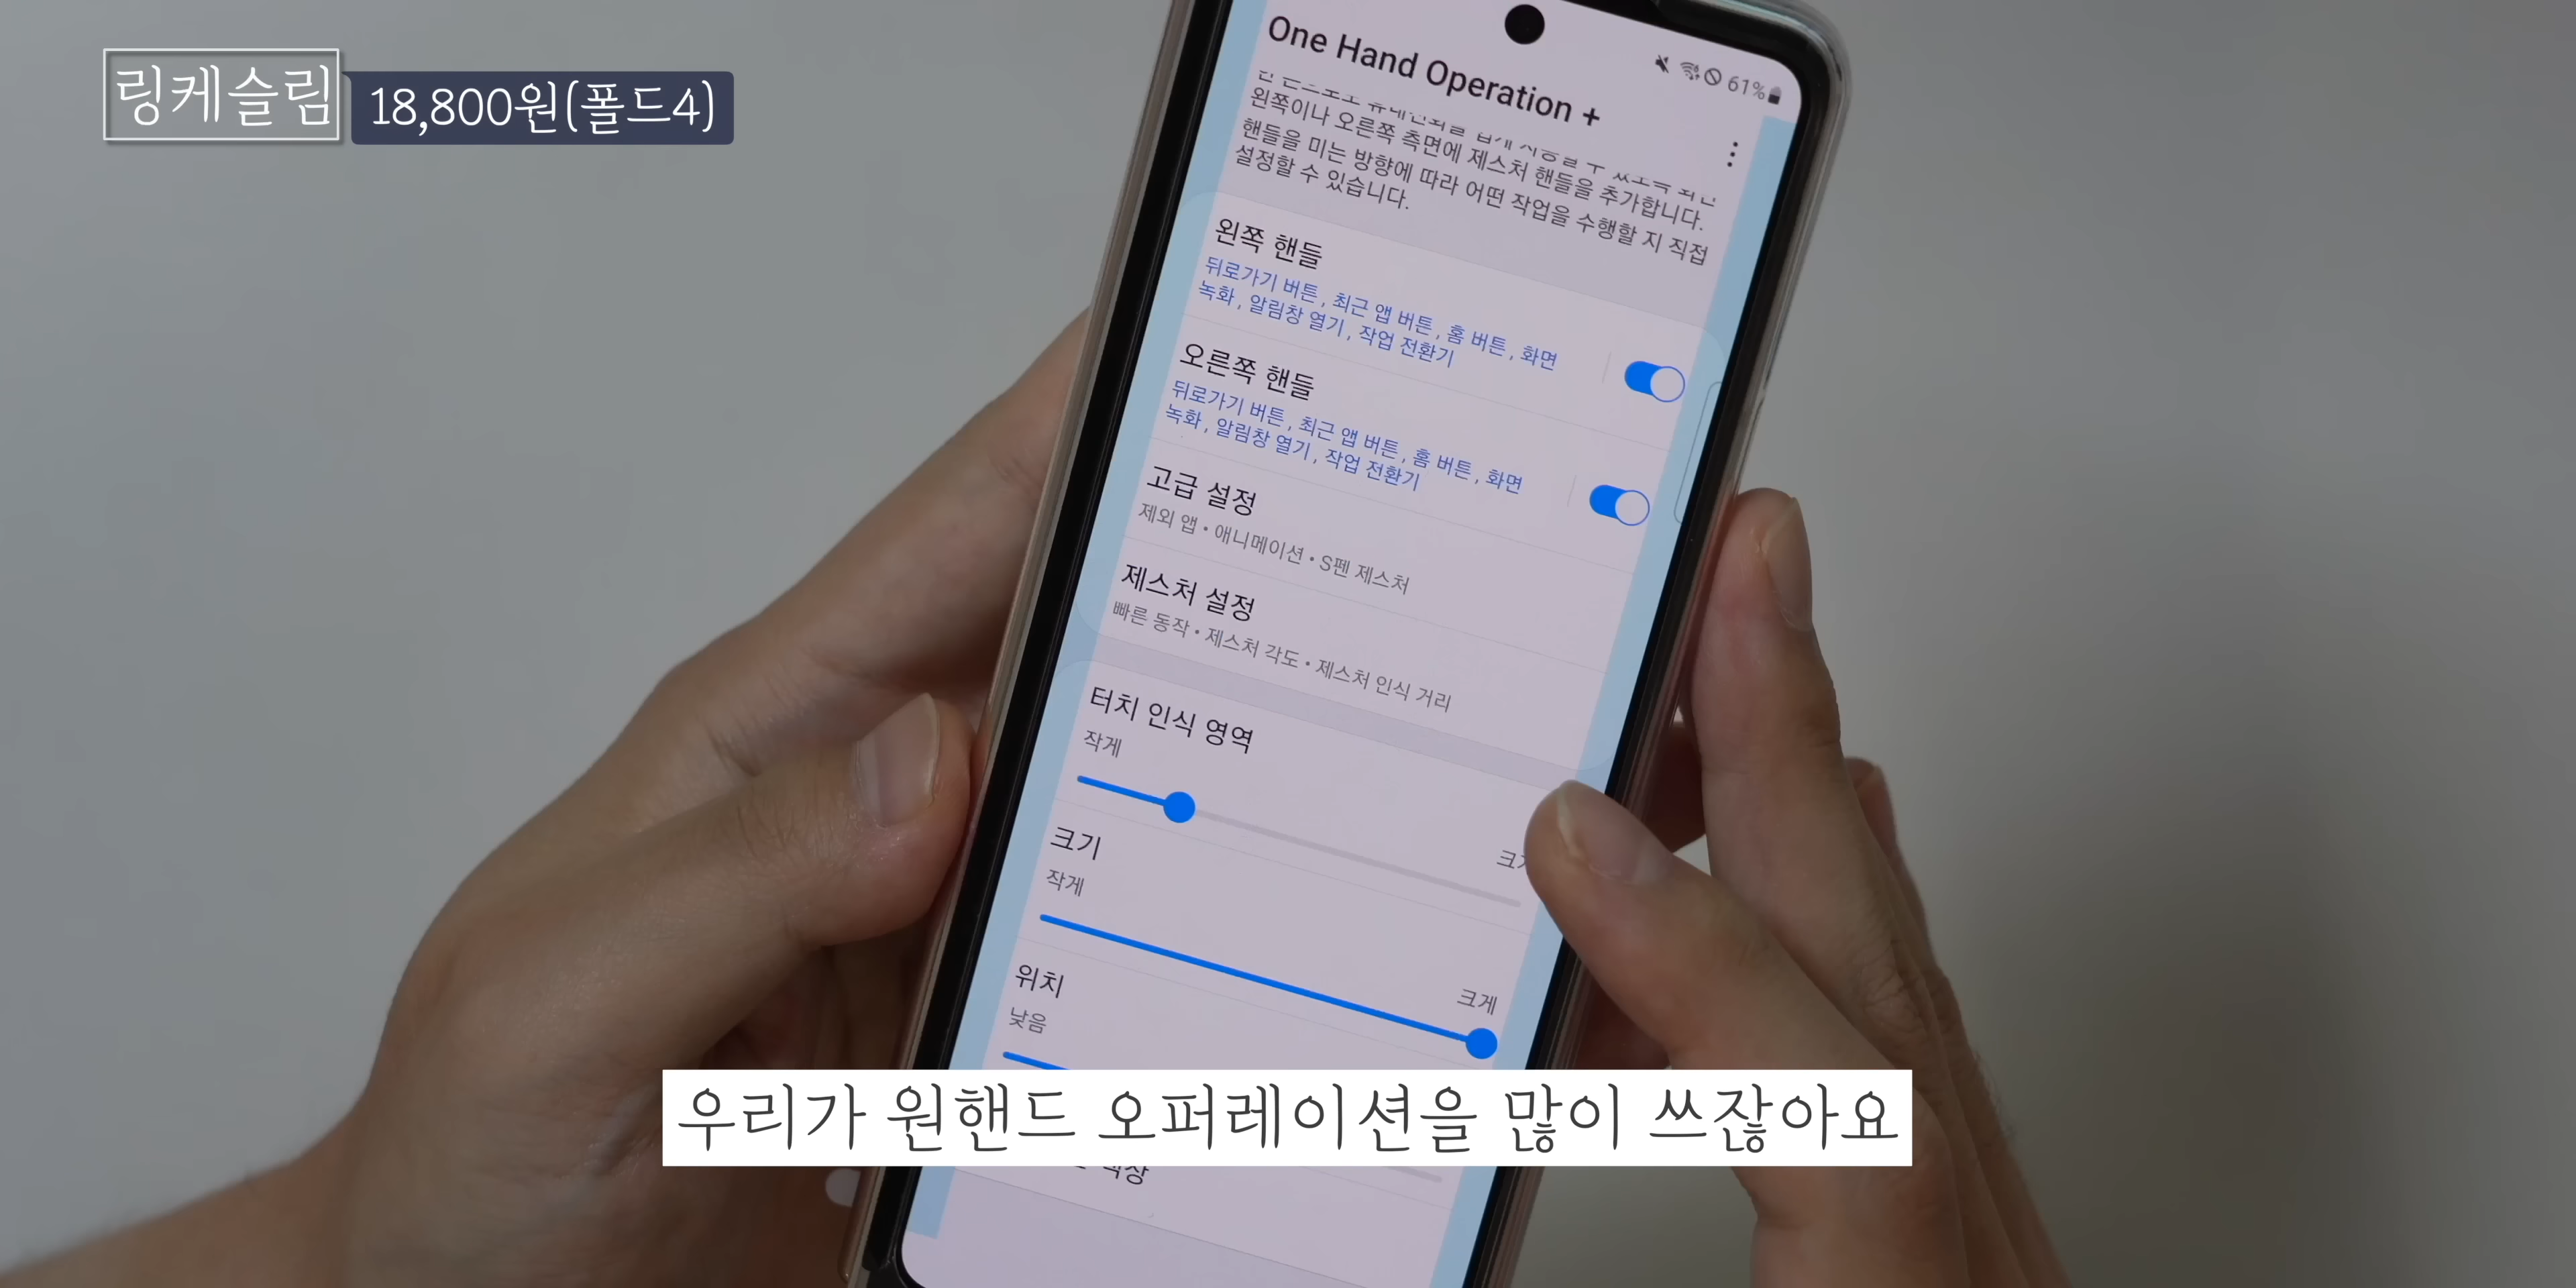 링케슬림
18,800원(폴드4)
61%
One Hand Operation +
왼쪽이나 오른쪽 측면에 제스처 핸들을 추가합니다.
핸들을 미는 방향에 따라 어떤 작업을 수행할 지 직접
설정할 수 있습니다.
왼쪽 핸들
뒤로가기 버튼 , 최근 앱 버튼 , 홈 버튼 , 화면
녹화 , 알림창 열기 , 작업 전환기
오른쪽 핸들
뒤로가기 버튼 , 최근 앱 버튼 , 홈 버튼 , 화면
녹화 , 알림창 열기 , 작업 전환기
고급 설정
제외 앱 • 애니메이션 • S펜 제스처
제스처 설정
빠른 동작 • 제스처 각도 • 제스처 인식 거리
터치 인식 영역
작게
크기
작게
크게
위치
낮음
우리가 원핸드 오퍼레이션을 많이 쓰잖아요